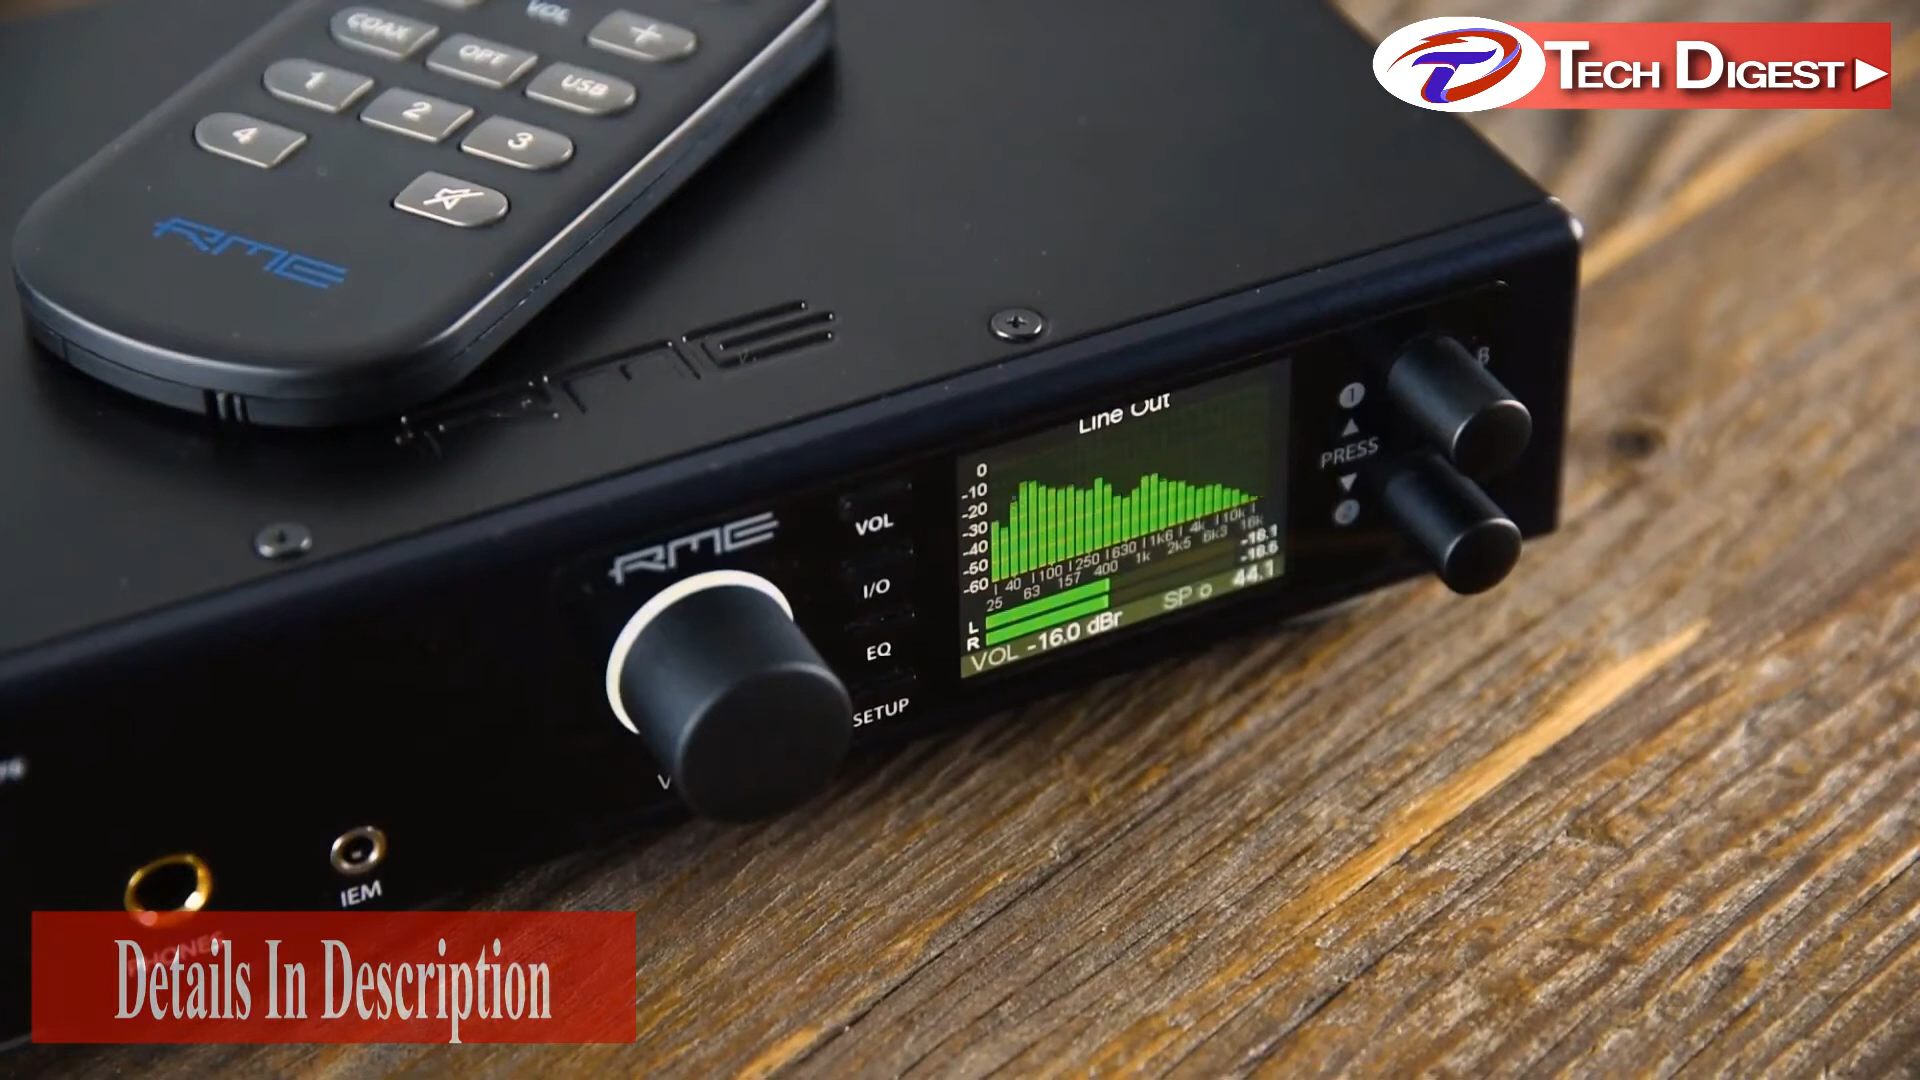 VOL
+
COAX
OPT
USB
1
2
3
4
RME
TECH DIGEST
RME
B
1
PRESS
2
Line Out
0
-10
-20
-30
-40
-50
-60
25 40 63 100 157 250 400 630 1k 1k6 2k5 4k 6k3 10k 16k
-18.1
-18.6
L
R
VOL -16.0 dBr SP 44.1
RME
VOL
I/O
EQ
SETUP
IEM
PHONES
Details In Description